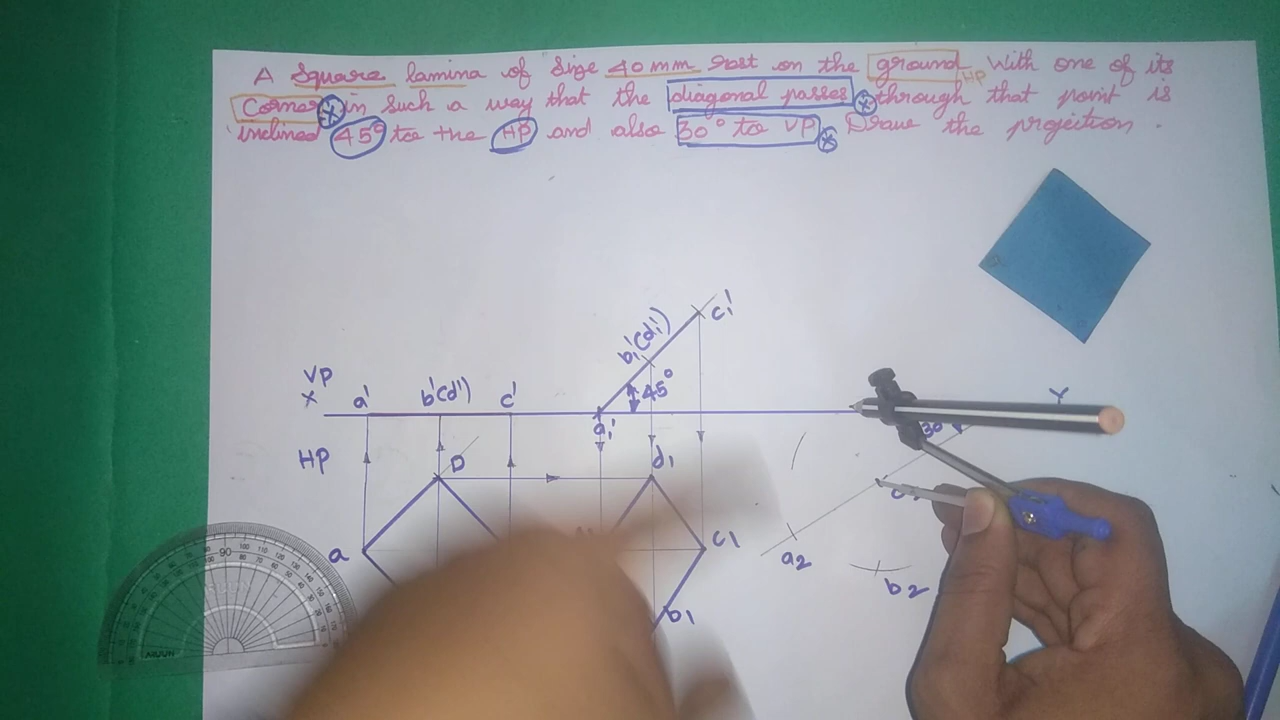 A Square lamina of size 40mm rest on the ground with one of its
HP
Corner in such a way that the diagonal passes through that point is
inclined 45° to the HP and also 30° to VP. Draw the projection.
c1'
b1'(d1')
VP
X a' b'(d') c' 45° Y
a1'
30°
HP D d1
a c1
a2
b2
b1